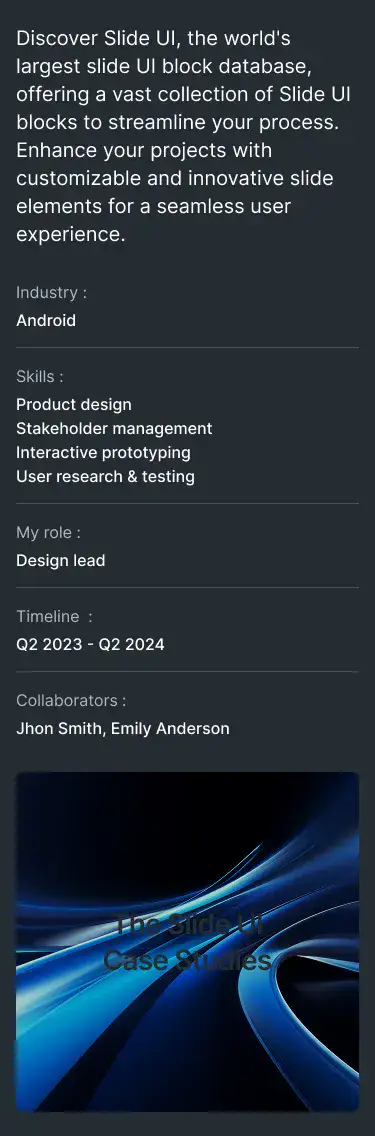 Discover Slide UI, the world's
largest slide UI block database,
offering a vast collection of Slide UI
blocks to streamline your process.
Enhance your projects with
customizable and innovative slide
elements for a seamless user
experience.
Industry :
Android
Skills :
Product design
Stakeholder management
Interactive prototyping
User research & testing
My role :
Design lead
Timeline  :
Q2 2023 - Q2 2024
Collaborators :
Jhon Smith, Emily Anderson
The Slide UI
Case Studies